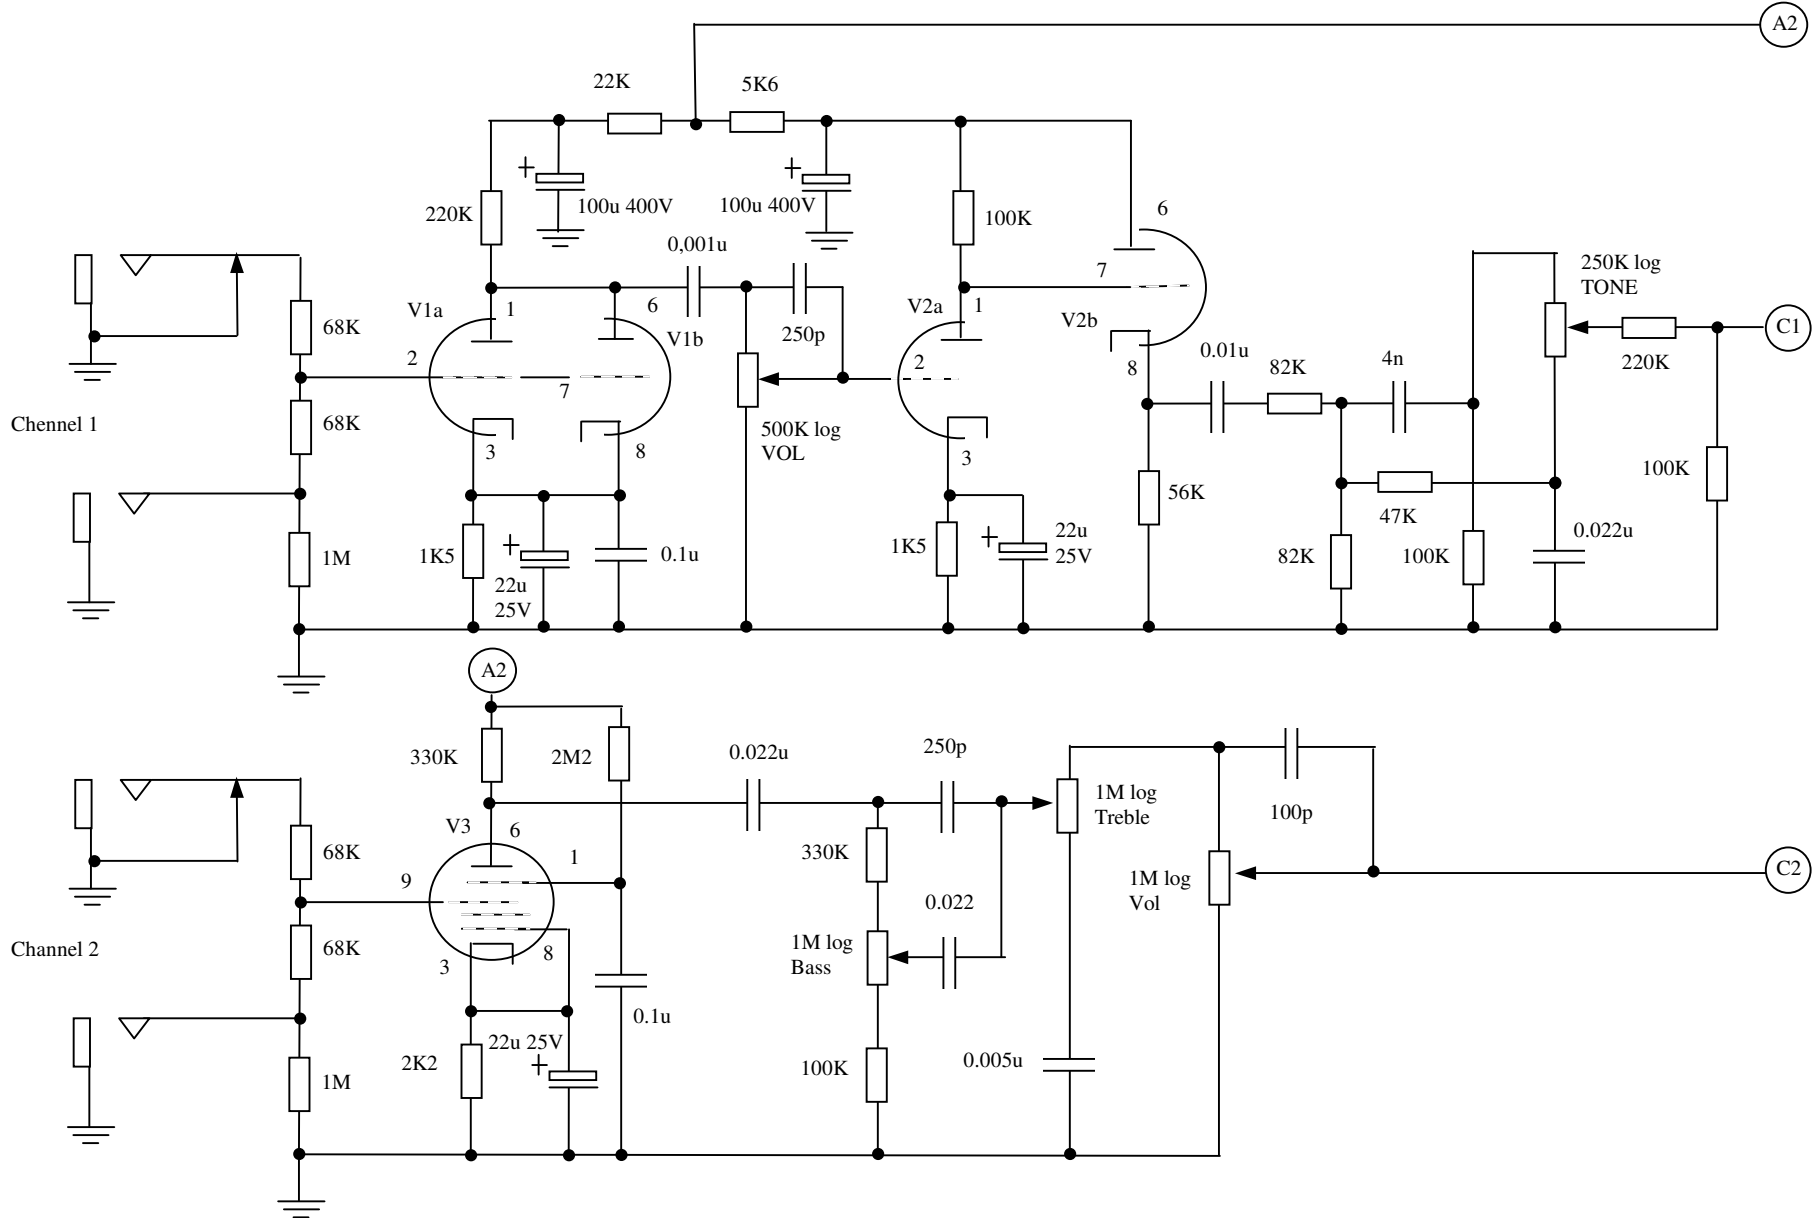 A2
22K
5K6
+
+
100u 400V
100u 400V
220K
100K
6
0,001u
7
250K log
TONE
V1a
1
6
V1b
250p
V2a
1
V2b
C1
68K
2
7
2
8
0.01u
82K
4n
220K
Chennel 1
68K
3
8
500K log
VOL
3
100K
56K
47K
1K5
+
22u
25V
0.1u
1K5
+
22u
25V
82K
100K
0.022u
1M
A2
330K
2M2
0.022u
250p
1M log
Treble
100p
V3
6
1
68K
9
330K
0.022
1M log
Vol
C2
Channel 2
68K
3
8
1M log
Bass
0.1u
22u 25V
+
2K2
100K
0.005u
1M